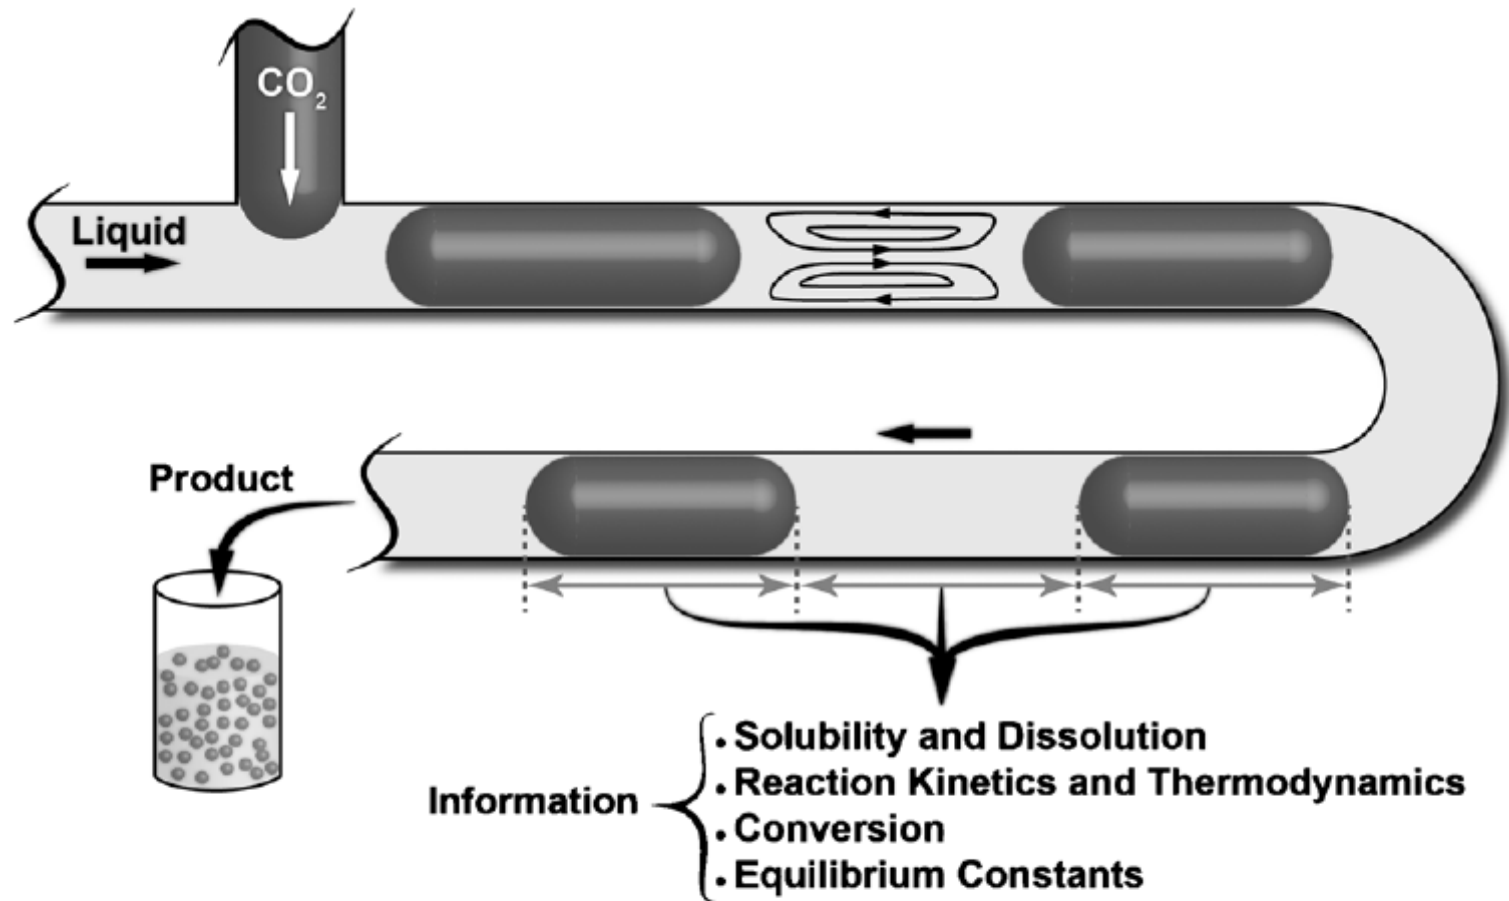 CO₂
Liquid
Product
Information
. Solubility and Dissolution
. Reaction Kinetics and Thermodynamics
. Conversion
. Equilibrium Constants